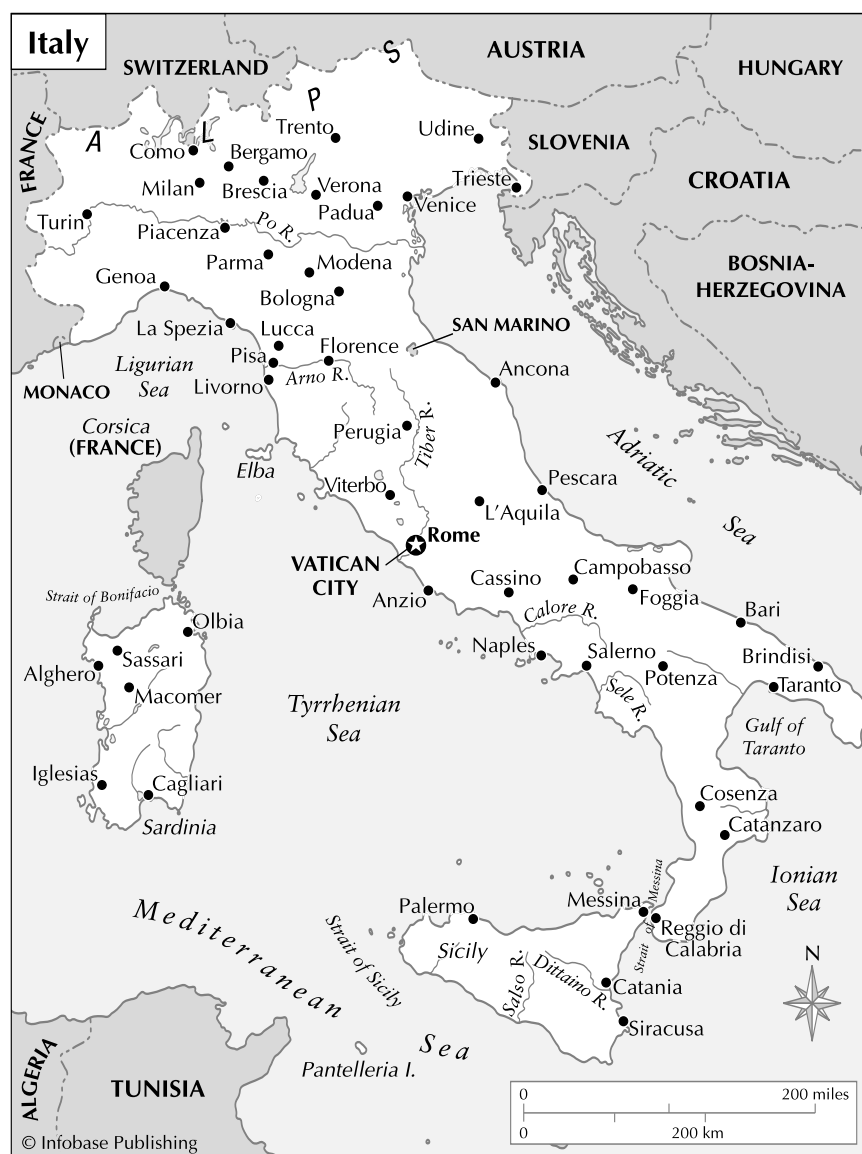 Italy
SWITZERLAND
AUSTRIA
HUNGARY
FRANCE
SLOVENIA
CROATIA
BOSNIA-
HERZEGOVINA
A L P S
Trento
Udine
Como
Bergamo
Milan
Brescia
Verona
Padua
Venice
Trieste
Turin
Piacenza
Po R.
Parma
Modena
Genoa
Bologna
La Spezia
Lucca
Florence
SAN MARINO
Pisa
Arno R.
Livorno
MONACO
Ligurian
Sea
Ancona
Corsica
(FRANCE)
Elba
Perugia
Tiber R.
Adriatic
Sea
Viterbo
Pescara
L'Aquila
Rome
VATICAN
CITY
Anzio
Cassino
Campobasso
Foggia
Calore R.
Bari
Strait of Bonifacio
Olbia
Sassari
Alghero
Macomer
Naples
Salerno
Potenza
Brindisi
Taranto
Sele R.
Tyrrhenian
Sea
Gulf of
Taranto
Iglesias
Cagliari
Sardinia
Cosenza
Catanzaro
Ionian
Sea
Mediterranean
Sea
Strait of Sicily
Palermo
Messina
Strait of Messina
Reggio di
Calabria
Sicily
Salso R.
Dittaino R.
Catania
Siracusa
N
Pantelleria I.
ALGERIA
TUNISIA
0 200 miles
0 200 km
© Infobase Publishing